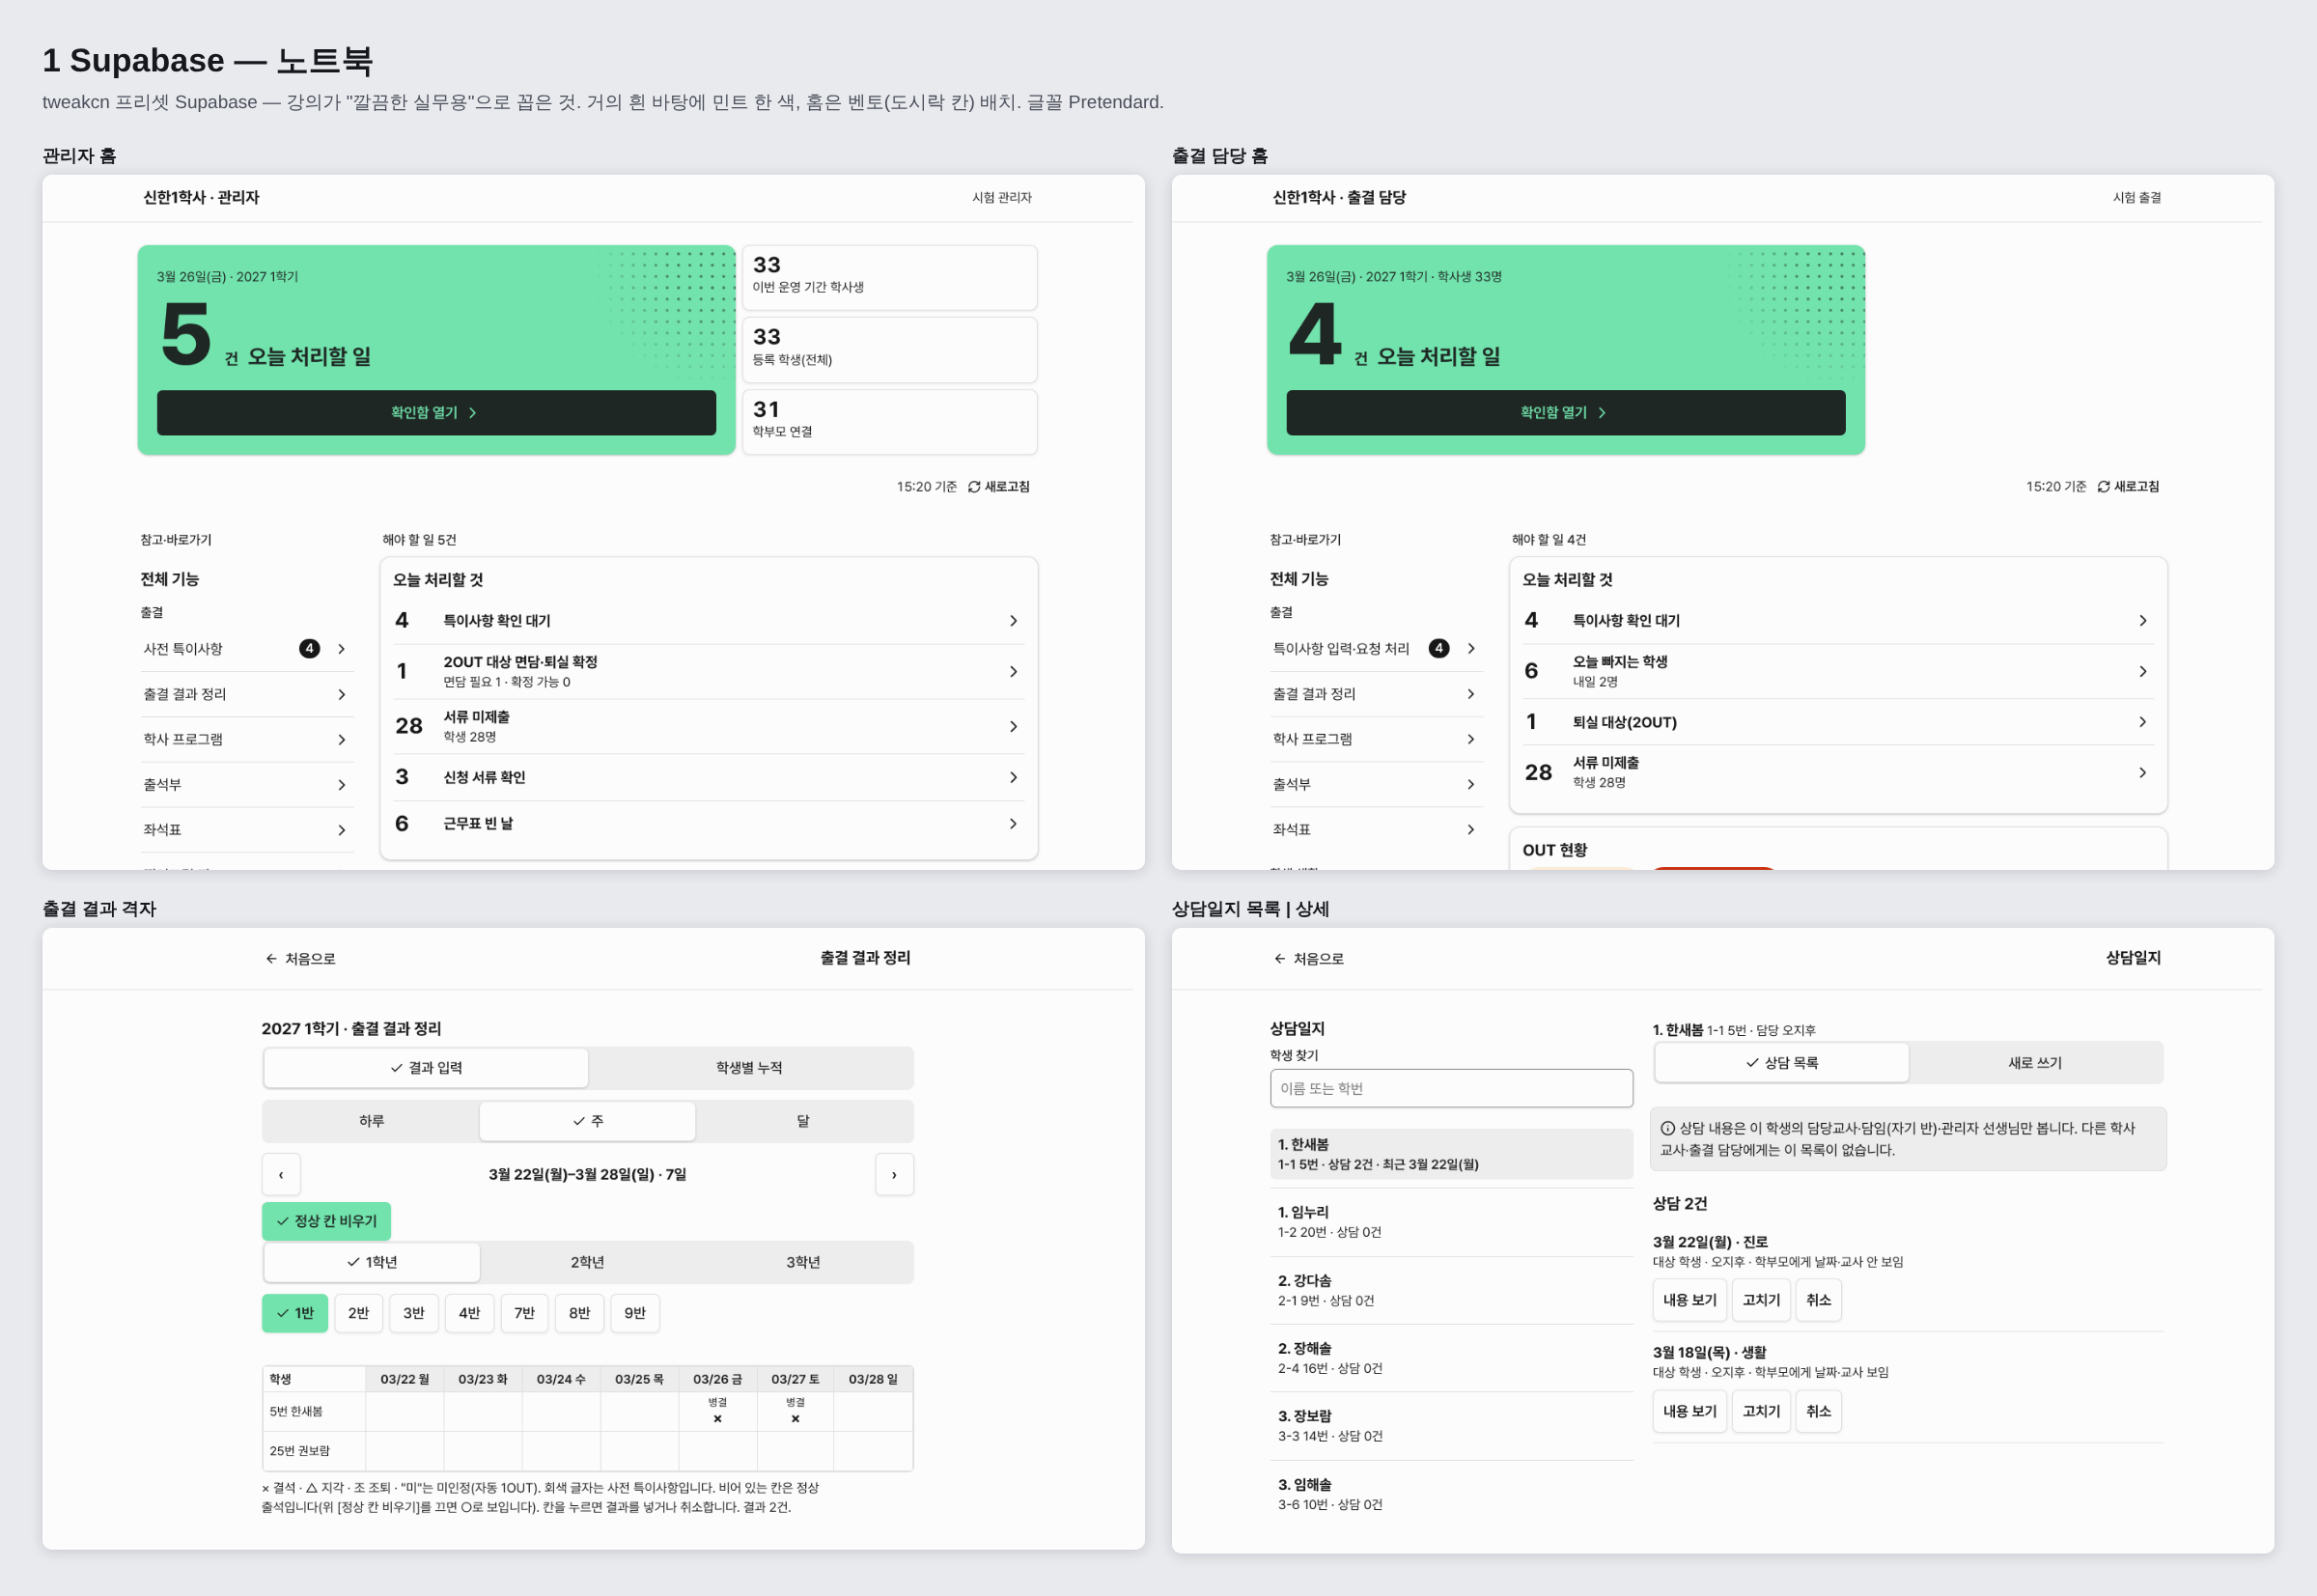 1 Supabase — 노트북
tweakcn 프리셋 Supabase — 강의가 "깔끔한 실무용"으로 꼽은 것. 거의 흰 바탕에 민트 한 색, 홈은 벤토(도시락 칸) 배치. 글꼴 Pretendard.
관리자 홈
신한1학사 · 관리자
시험 관리자
3월 26일(금) · 2027 1학기
5 건 오늘 처리할 일
확인함 열기
33
이번 운영 기간 학사생
33
등록 학생(전체)
31
학부모 연결
15:20 기준 새로고침
참고·바로가기
전체 기능
출결
사전 특이사항 4
출결 결과 정리
학사 프로그램
출석부
좌석표
해야 할 일 5건
오늘 처리할 것
4 특이사항 확인 대기
1 2OUT 대상 면담·퇴실 확정
면담 필요 1 · 확정 가능 0
28 서류 미제출
학생 28명
3 신청 서류 확인
6 근무표 빈 날
출결 담당 홈
신한1학사 · 출결 담당
시험 출결
3월 26일(금) · 2027 1학기 · 학사생 33명
4 건 오늘 처리할 일
확인함 열기
15:20 기준 새로고침
참고·바로가기
전체 기능
출결
특이사항 입력·요청 처리 4
출결 결과 정리
학사 프로그램
출석부
좌석표
해야 할 일 4건
오늘 처리할 것
4 특이사항 확인 대기
6 오늘 빠지는 학생
내일 2명
1 퇴실 대상(2OUT)
28 서류 미제출
학생 28명
OUT 현황
출결 결과 격자
← 처음으로
출결 결과 정리
2027 1학기 · 출결 결과 정리
✓ 결과 입력 학생별 누적
하루 ✓ 주 달
‹ 3월 22일(월)–3월 28일(일) · 7일 ›
✓ 정상 칸 비우기
✓ 1학년 2학년 3학년
✓ 1반 2반 3반 4반 7반 8반 9반
학생 03/22 월 03/23 화 03/24 수 03/25 목 03/26 금 03/27 토 03/28 일
5번 한새봄 병결 × 병결 ×
25번 권보람
× 결석 · △ 지각 · 조 조퇴 · "미"는 미인정(자동 1OUT). 회색 글자는 사전 특이사항입니다. 비어 있는 칸은 정상
출석입니다(위 [정상 칸 비우기]를 끄면 ○로 보입니다). 칸을 누르면 결과를 넣거나 취소합니다. 결과 2건.
상담일지 목록 | 상세
← 처음으로
상담일지
상담일지
학생 찾기
이름 또는 학번
1. 한새봄
1-1 5번 · 상담 2건 · 최근 3월 22일(월)
1. 임누리
1-2 20번 · 상담 0건
2. 강다솜
2-1 9번 · 상담 0건
2. 장해솔
2-4 16번 · 상담 0건
3. 장보람
3-3 14번 · 상담 0건
3. 임해솔
3-6 10번 · 상담 0건
1. 한새봄 1-1 5번 · 담당 오지후
✓ 상담 목록 새로 쓰기
상담 내용은 이 학생의 담당교사·담임(자기 반)·관리자 선생님만 봅니다. 다른 학사
교사·출결 담당에게는 이 목록이 없습니다.
상담 2건
3월 22일(월) · 진로
대상 학생 · 오지후 · 학부모에게 날짜·교사 안 보임
내용 보기 고치기 취소
3월 18일(목) · 생활
대상 학생 · 오지후 · 학부모에게 날짜·교사 보임
내용 보기 고치기 취소